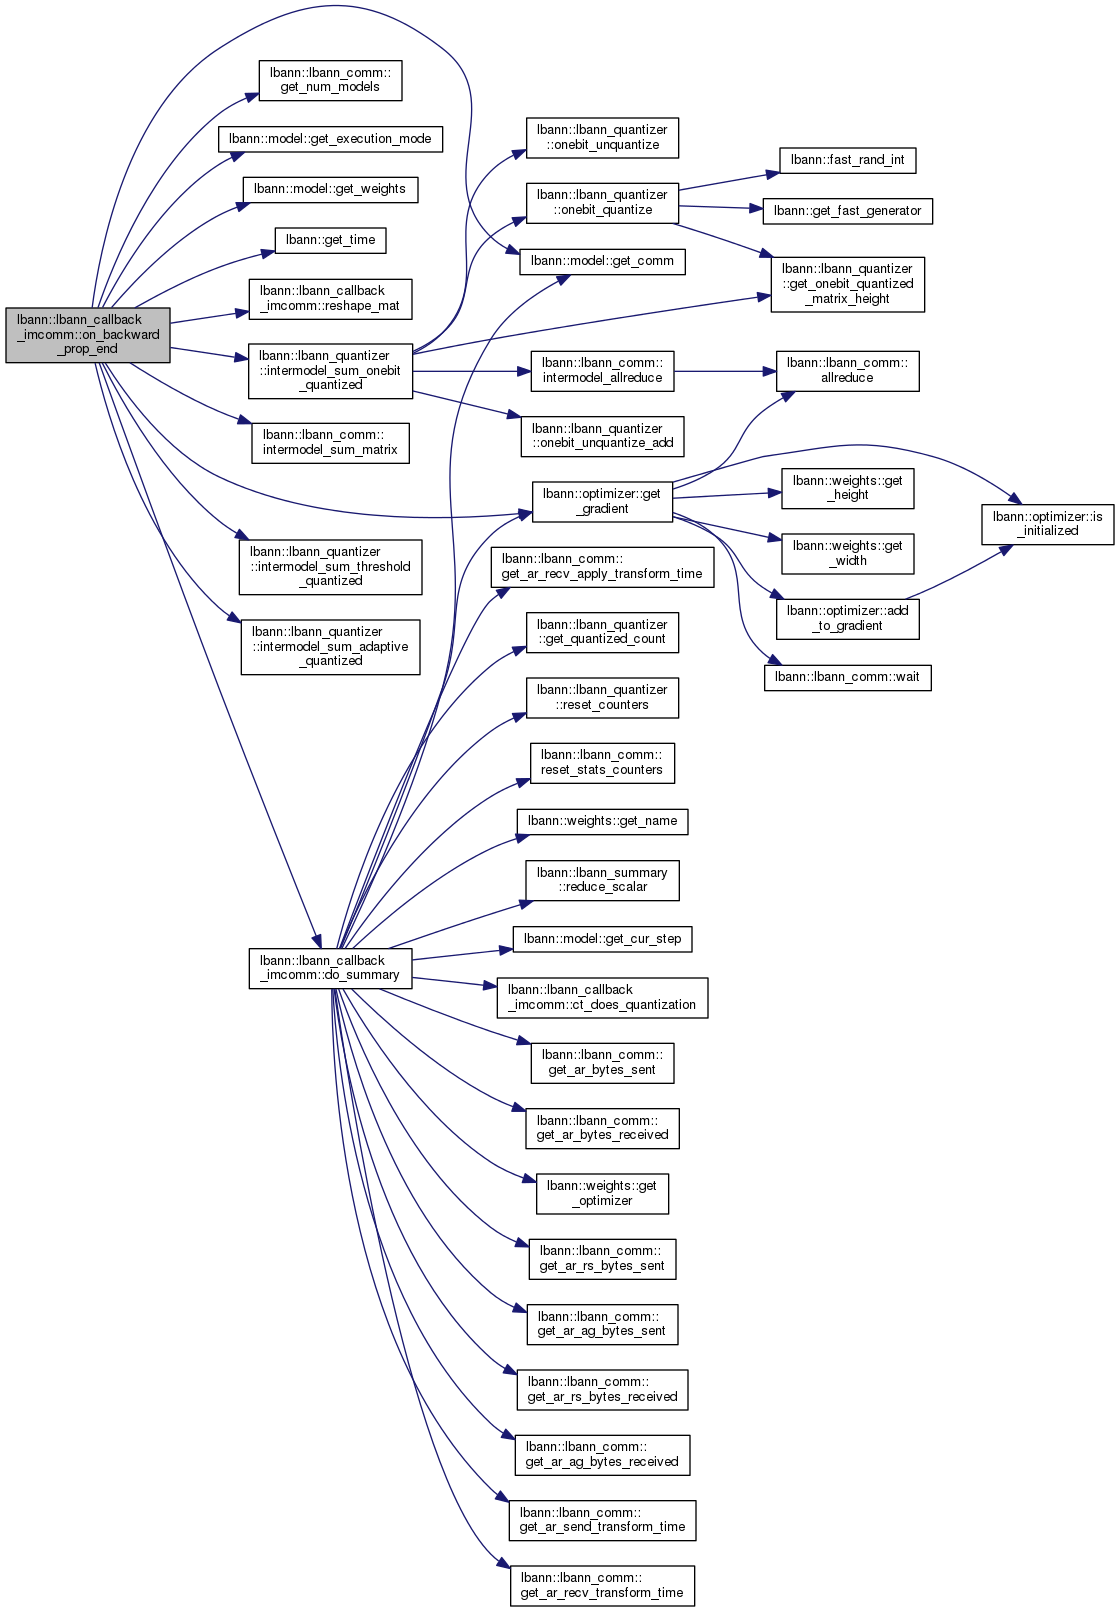 lbann::lbann_callback
_imcomm::on_backward
_prop_end
lbann::lbann_comm::
get_num_models
lbann::model::get_execution_mode
lbann::model::get_weights
lbann::get_time
lbann::lbann_callback
_imcomm::reshape_mat
lbann::lbann_quantizer
::intermodel_sum_onebit
_quantized
lbann::lbann_comm::
intermodel_sum_matrix
lbann::lbann_quantizer
::intermodel_sum_threshold
_quantized
lbann::lbann_quantizer
::intermodel_sum_adaptive
_quantized
lbann::lbann_callback
_imcomm::do_summary
lbann::lbann_quantizer
::onebit_unquantize
lbann::lbann_quantizer
::onebit_quantize
lbann::model::get_comm
lbann::lbann_comm::
intermodel_allreduce
lbann::lbann_quantizer
::onebit_unquantize_add
lbann::optimizer::get
_gradient
lbann::lbann_comm::
get_ar_recv_apply_transform_time
lbann::lbann_quantizer
::get_quantized_count
lbann::lbann_quantizer
::reset_counters
lbann::lbann_comm::
reset_stats_counters
lbann::weights::get_name
lbann::lbann_summary
::reduce_scalar
lbann::model::get_cur_step
lbann::lbann_callback
_imcomm::ct_does_quantization
lbann::lbann_comm::
get_ar_bytes_sent
lbann::lbann_comm::
get_ar_bytes_received
lbann::weights::get
_optimizer
lbann::lbann_comm::
get_ar_rs_bytes_sent
lbann::lbann_comm::
get_ar_ag_bytes_sent
lbann::lbann_comm::
get_ar_rs_bytes_received
lbann::lbann_comm::
get_ar_ag_bytes_received
lbann::lbann_comm::
get_ar_send_transform_time
lbann::lbann_comm::
get_ar_recv_transform_time
lbann::fast_rand_int
lbann::get_fast_generator
lbann::lbann_quantizer
::get_onebit_quantized
_matrix_height
lbann::lbann_comm::
allreduce
lbann::weights::get
_height
lbann::weights::get
_width
lbann::optimizer::add
_to_gradient
lbann::lbann_comm::wait
lbann::optimizer::is
_initialized